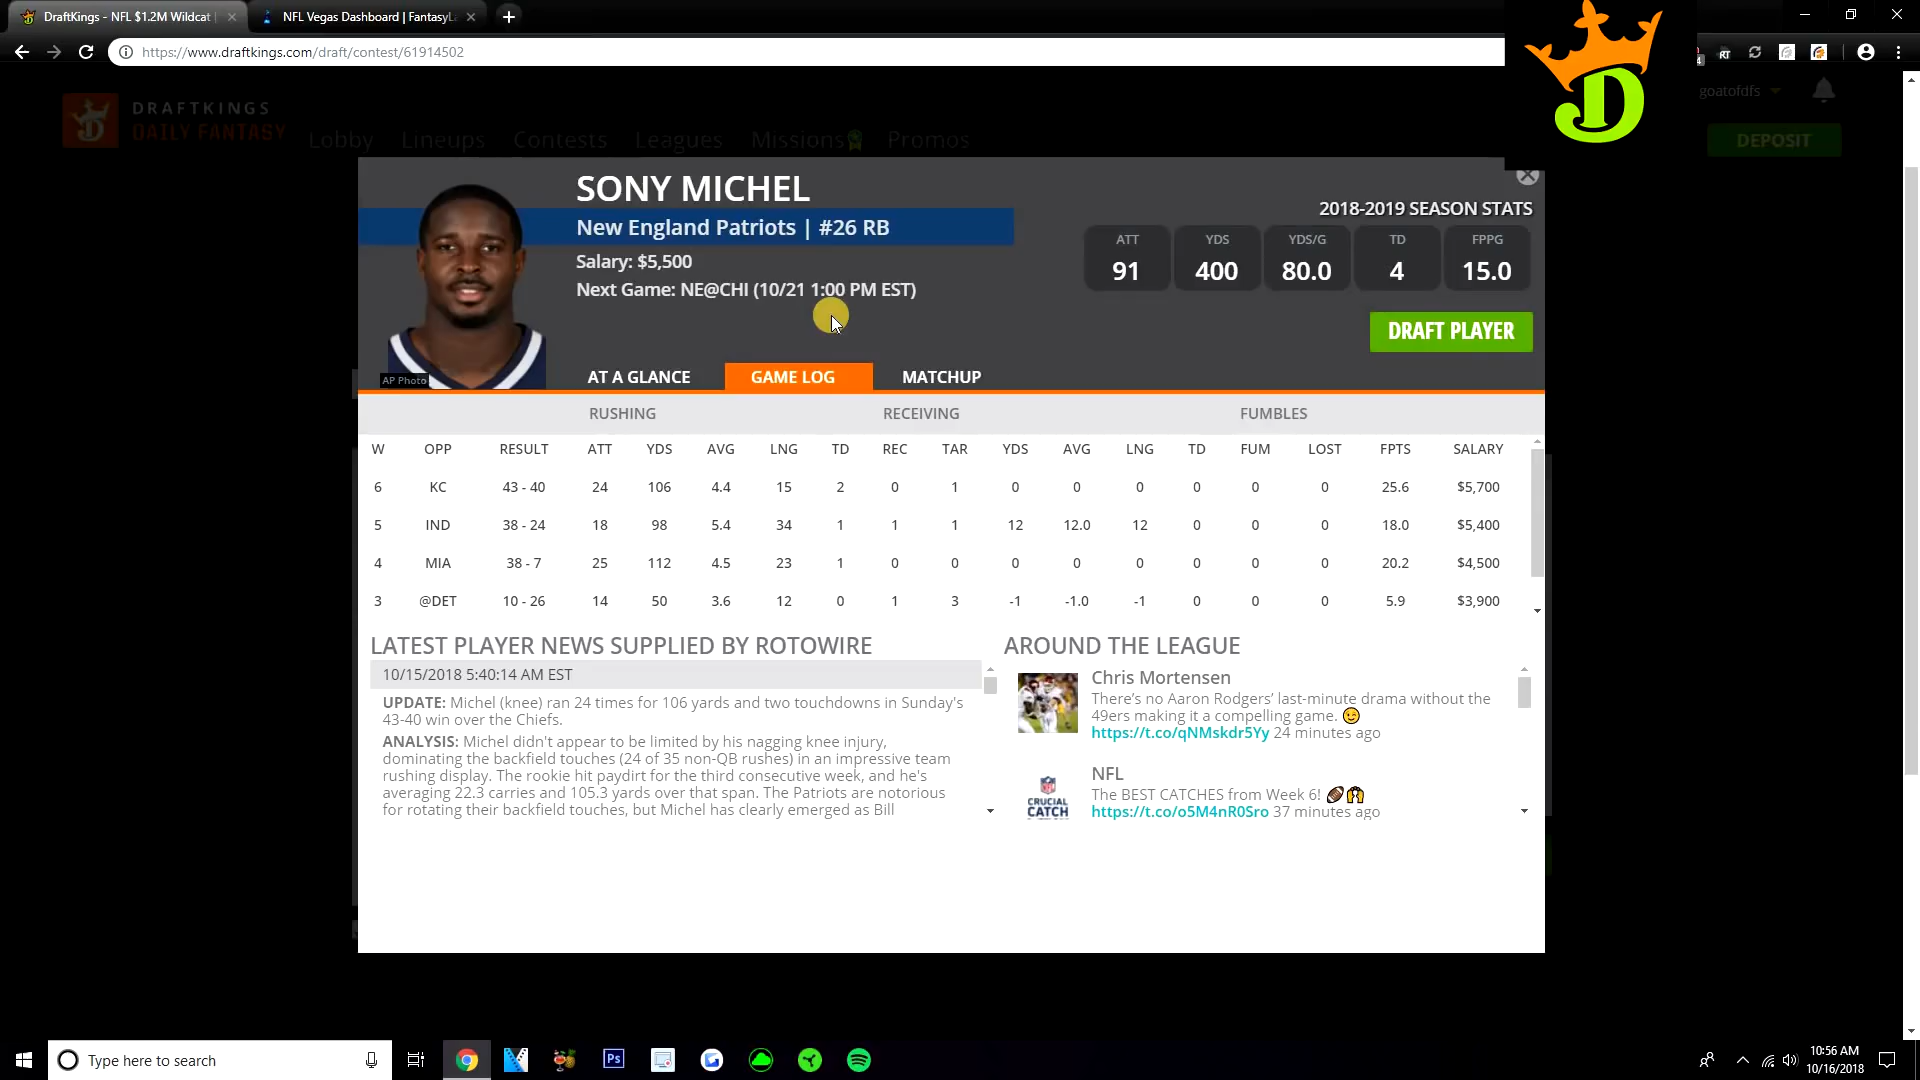 DraftKings - NFL $1.2M Wildcat
NFL Vegas Dashboard | FantasyLa
https://www.draftkings.com/draft/contest/61914502
RT
DRAFTKINGS
DAILY FANTASY
Lobby Lineups Contests Leagues Missions Promos
goatofdfs
DEPOSIT
D
SONY MICHEL
New England Patriots | #26 RB
Salary: $5,500
Next Game: NE@CHI (10/21 1:00 PM EST)
AP Photo
2018-2019 SEASON STATS
ATT YDS YDS/G TD FPPG
91 400 80.0 4 15.0
DRAFT PLAYER
AT A GLANCE GAME LOG MATCHUP
RUSHING RECEIVING FUMBLES
W OPP RESULT ATT YDS AVG LNG TD REC TAR YDS AVG LNG TD FUM LOST FPTS SALARY
6 KC 43 - 40 24 106 4.4 15 2 0 1 0 0 0 0 0 0 25.6 $5,700
5 IND 38 - 24 18 98 5.4 34 1 1 1 12 12.0 12 0 0 0 18.0 $5,400
4 MIA 38 - 7 25 112 4.5 23 1 0 0 0 0 0 0 0 0 20.2 $4,500
3 @DET 10 - 26 14 50 3.6 12 0 1 3 -1 -1.0 -1 0 0 0 5.9 $3,900
LATEST PLAYER NEWS SUPPLIED BY ROTOWIRE
10/15/2018 5:40:14 AM EST
UPDATE: Michel (knee) ran 24 times for 106 yards and two touchdowns in Sunday's
43-40 win over the Chiefs.
ANALYSIS: Michel didn't appear to be limited by his nagging knee injury,
dominating the backfield touches (24 of 35 non-QB rushes) in an impressive team
rushing display. The rookie hit paydirt for the third consecutive week, and he's
averaging 22.3 carries and 105.3 yards over that span. The Patriots are notorious
for rotating their backfield touches, but Michel has clearly emerged as Bill
AROUND THE LEAGUE
Chris Mortensen
There's no Aaron Rodgers' last-minute drama without the
49ers making it a compelling game. 😉
https://t.co/qNMskdr5Yy 24 minutes ago
CRUCIAL
CATCH
NFL
The BEST CATCHES from Week 6! 🏈🙌
https://t.co/o5M4nR0Sro 37 minutes ago
Type here to search
Ps
10:56 AM
10/16/2018